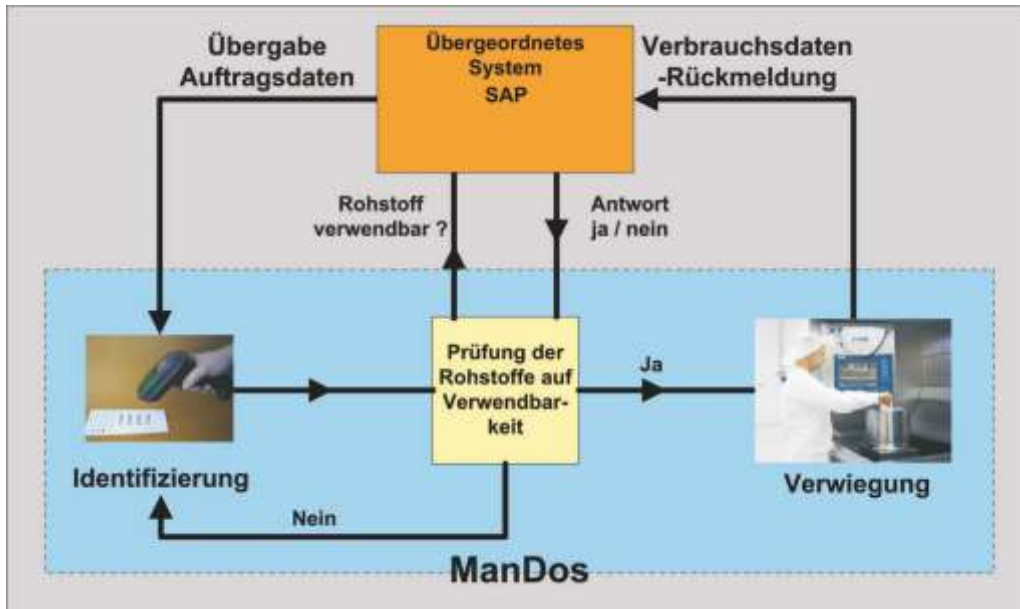 Übergabe
Auftragsdaten
Übergeordnetes
System
SAP
Verbrauchsdaten
-Rückmeldung
Rohstoff
verwendbar ?
Antwort
ja / nein
Prüfung der
Rohstoffe auf
Verwendbar-
keit
Ja
Identifizierung
Verwiegung
Nein
ManDos